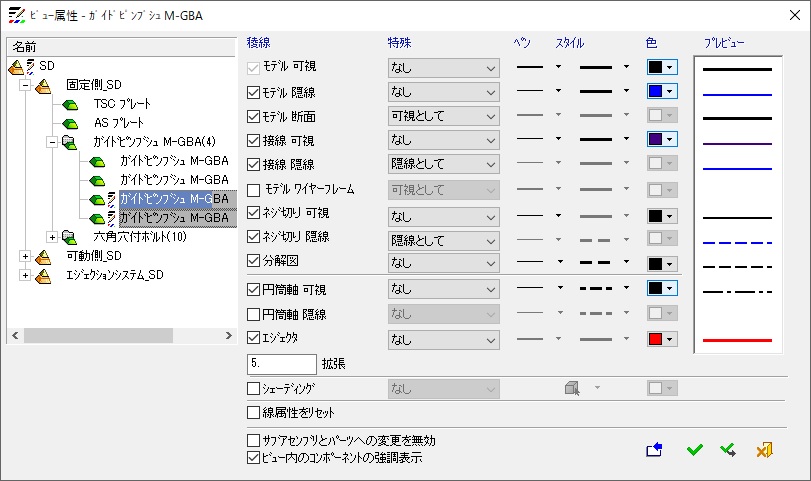 ビュー属性 - ガイドピンブシュ M-GBA
名前
SD
固定側_SD
TSC プレート
AS プレート
ガイドピンブシュ M-GBA(4)
ガイドピンブシュ M-GBA
ガイドピンブシュ M-GBA
ガイドピンブシュ M-GBA
ガイドピンブシュ M-GBA
六角穴付ボルト(10)
可動側_SD
エジェクションシステム_SD
稜線 特殊 ペン スタイル 色 プレビュー
モデル 可視 なし
モデル 隠線 なし
モデル 断面 可視として
接線 可視 なし
接線 隠線 隠線として
モデル ワイヤーフレーム 可視として
ネジ切り 可視 なし
ネジ切り 隠線 隠線として
分解図 なし
円筒軸 可視 なし
円筒軸 隠線 なし
エジェクタ なし
5. 拡張
シェーディング なし
線属性をリセット
サブアセンブリとパーツへの変更を無効
ビュー内のコンポーネントの強調表示